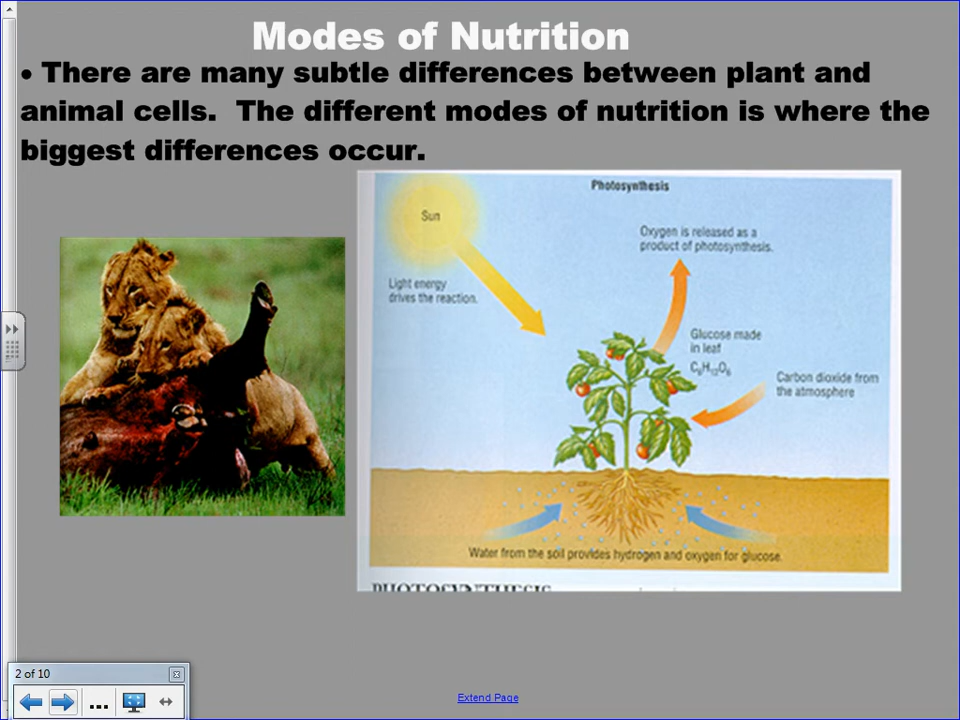 Modes of Nutrition
• There are many subtle differences between plant and
animal cells.  The different modes of nutrition is where the
biggest differences occur.
Photosynthesis
Sun
Oxygen is released as a
product of photosynthesis.
Light energy
drives the reaction.
Glucose made
in leaf
C₆H₁₂O₆
Carbon dioxide from
the atmosphere
Water from the soil provides hydrogen and oxygen for glucose.
PHOTOSYNTHESIS
2 of 10
...
Extend Page